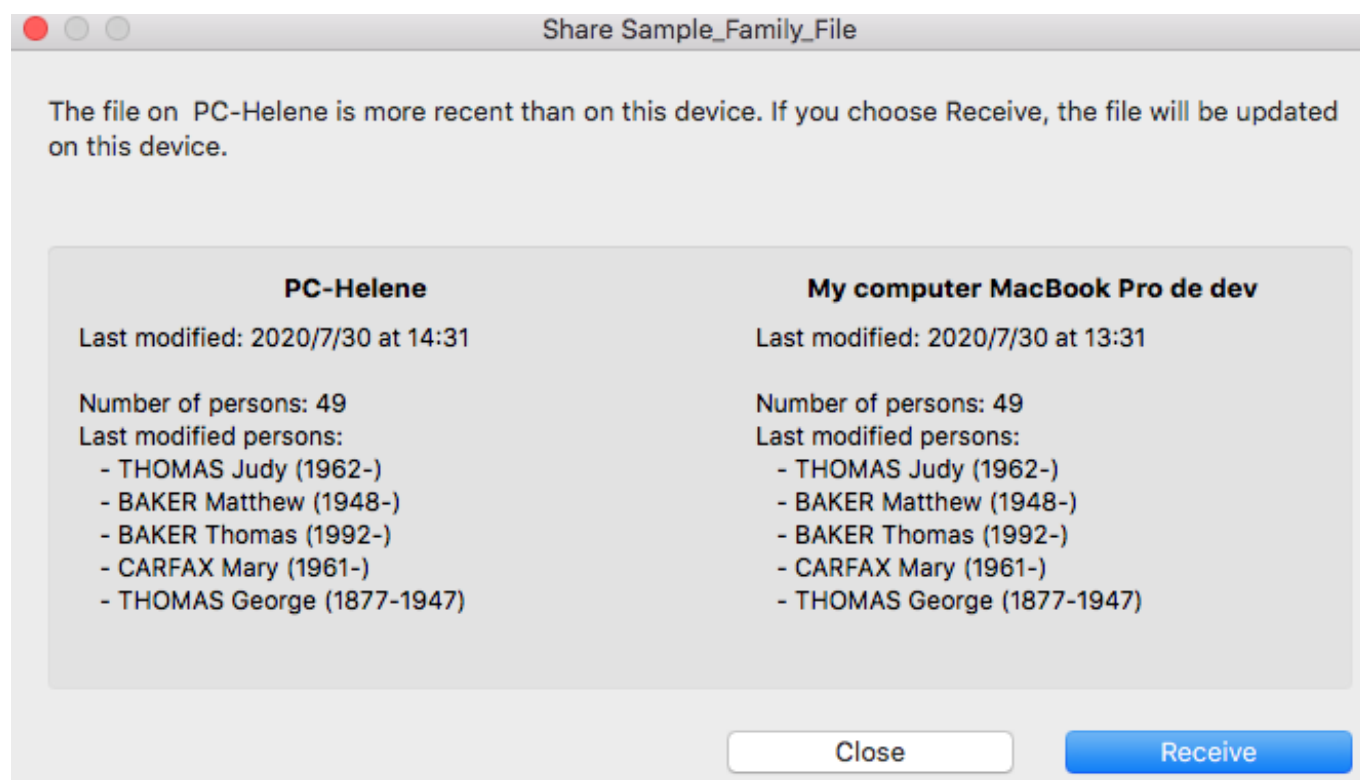 Share Sample_Family_File
The file on  PC-Helene is more recent than on this device. If you choose Receive, the file will be updated
on this device.
PC-Helene
Last modified: 2020/7/30 at 14:31
Number of persons: 49
Last modified persons:
- THOMAS Judy (1962-)
- BAKER Matthew (1948-)
- BAKER Thomas (1992-)
- CARFAX Mary (1961-)
- THOMAS George (1877-1947)
My computer MacBook Pro de dev
Last modified: 2020/7/30 at 13:31
Number of persons: 49
Last modified persons:
- THOMAS Judy (1962-)
- BAKER Matthew (1948-)
- BAKER Thomas (1992-)
- CARFAX Mary (1961-)
- THOMAS George (1877-1947)
Close
Receive